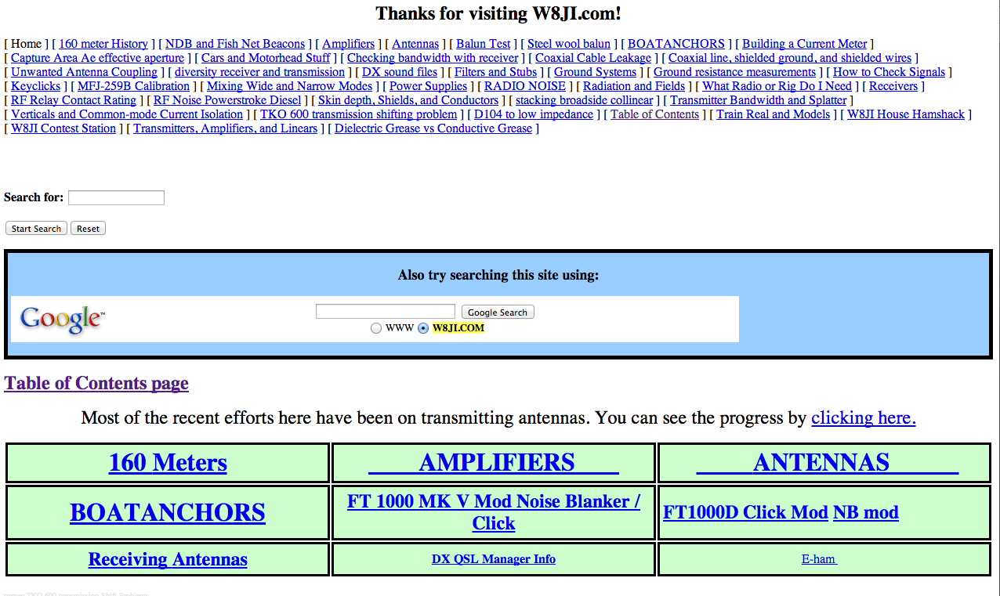 Thanks for visiting W8JI.com!
[ Home ] [ 160 meter History ] [ NDB and Fish Net Beacons ] [ Amplifiers ] [ Antennas ] [ Balun Test ] [ Steel wool balun ] [ BOATANCHORS ] [ Building a Current Meter ]
[ Capture Area Ae effective aperture ] [ Cars and Motorhead Stuff ] [ Checking bandwidth with receiver ] [ Coaxial Cable Leakage ] [ Coaxial line, shielded ground, and shielded wires ]
[ Unwanted Antenna Coupling ] [ diversity receiver and transmission ] [ DX sound files ] [ Filters and Stubs ] [ Ground Systems ] [ Ground resistance measurements ] [ How to Check Signals ]
[ Keyclicks ] [ MFJ-259B Calibration ] [ Mixing Wide and Narrow Modes ] [ Power Supplies ] [ RADIO NOISE ] [ Radiation and Fields ] [ What Radio or Rig Do I Need ] [ Receivers ]
[ RF Relay Contact Rating ] [ RF Noise Powerstroke Diesel ] [ Skin depth, Shields, and Conductors ] [ stacking broadside collinear ] [ Transmitter Bandwidth and Splatter ]
[ Verticals and Common-mode Current Isolation ] [ TKO 600 transmission shifting problem ] [ D104 to low impedance ] [ Table of Contents ] [ Train Real and Models ] [ W8JI House Hamshack ]
[ W8JI Contest Station ] [ Transmitters, Amplifiers, and Linears ] [ Dielectric Grease vs Conductive Grease ]
Search for:
Start Search Reset
Also try searching this site using:
Google™ Google Search
WWW W8JI.COM
Table of Contents page
Most of the recent efforts here have been on transmitting antennas. You can see the progress by clicking here.
160 Meters AMPLIFIERS ANTENNAS
BOATANCHORS FT 1000 MK V Mod Noise Blanker / Click FT1000D Click Mod NB mod
Receiving Antennas DX QSL Manager Info E-ham
TKO 600 transmission Shift Problems